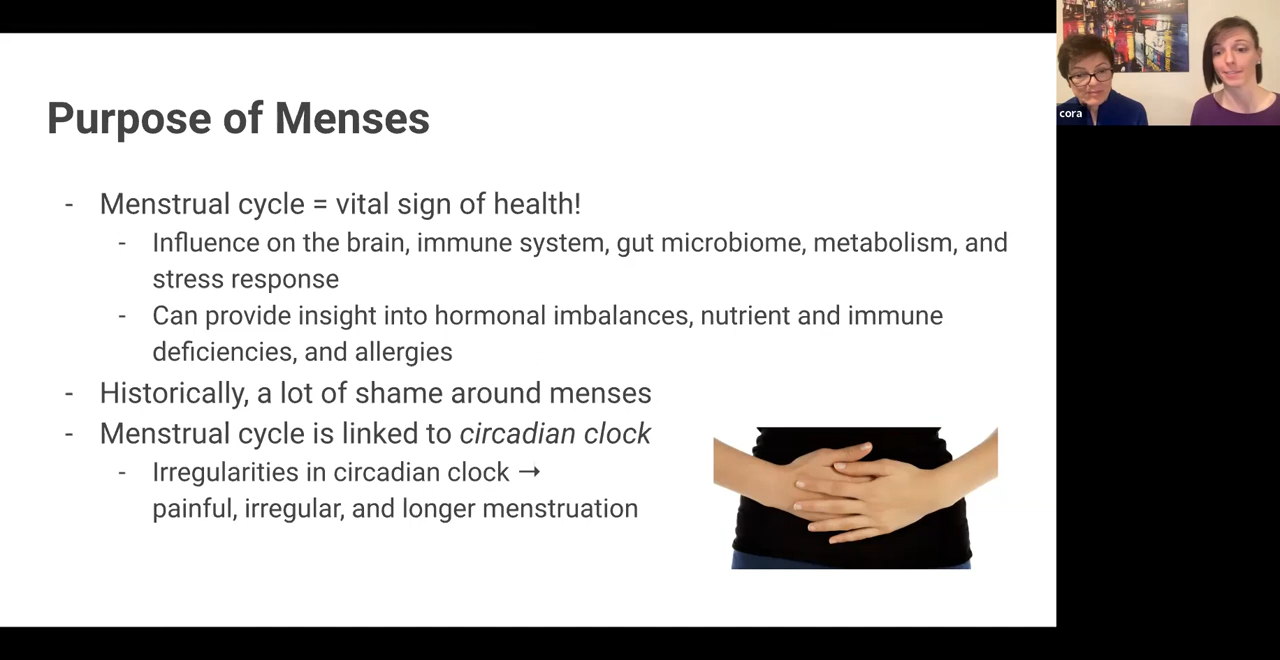 Purpose of Menses
- Menstrual cycle = vital sign of health!
- Influence on the brain, immune system, gut microbiome, metabolism, and
stress response
- Can provide insight into hormonal imbalances, nutrient and immune
deficiencies, and allergies
- Historically, a lot of shame around menses
- Menstrual cycle is linked to circadian clock
- Irregularities in circadian clock →
painful, irregular, and longer menstruation
cora